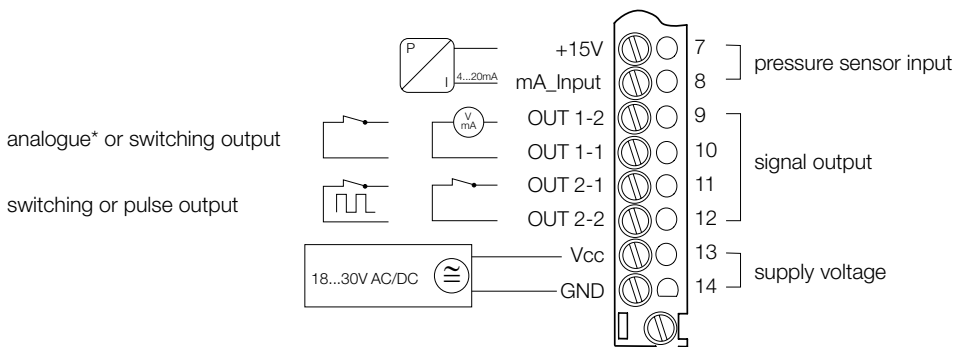 P
I
4...20mA
+15V
7
mA_Input
8
pressure sensor input
analogue* or switching output
V
mA
OUT 1-2
9
OUT 1-1
10
signal output
switching or pulse output
OUT 2-1
11
OUT 2-2
12
18...30V AC/DC
≅
Vcc
13
GND
14
supply voltage